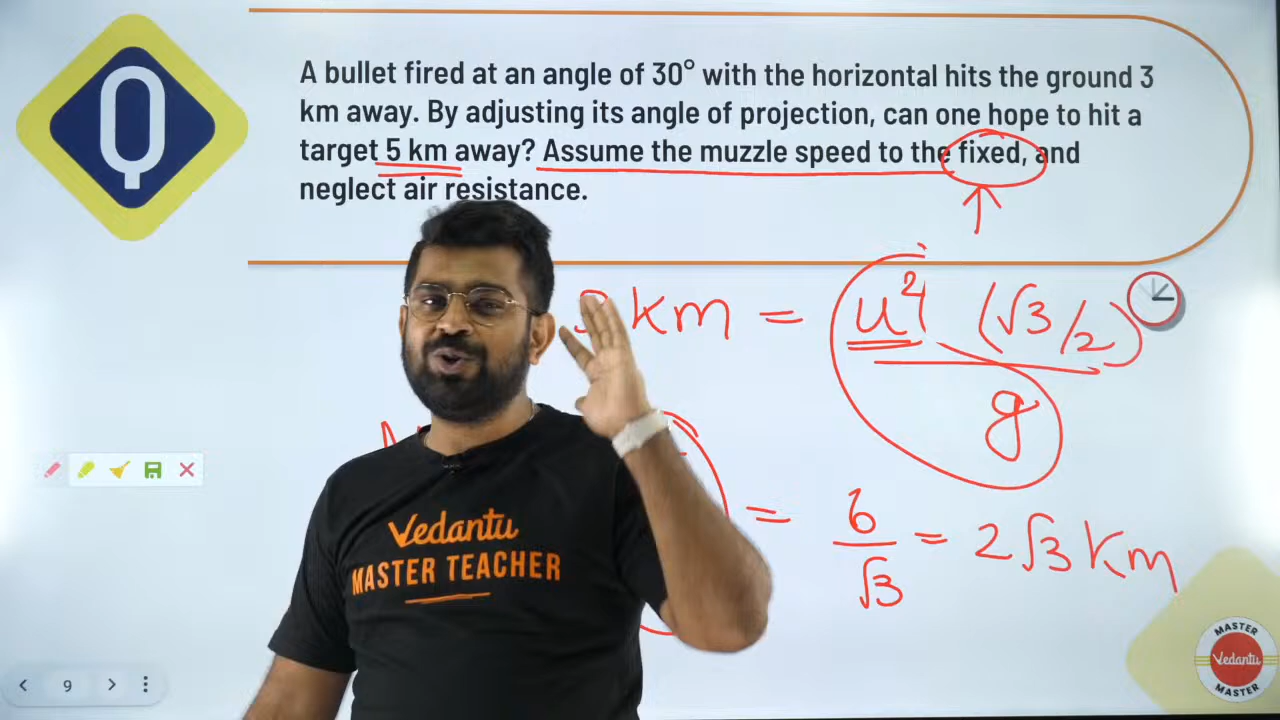 Q
A bullet fired at an angle of 30° with the horizontal hits the ground 3
km away. By adjusting its angle of projection, can one hope to hit a
target 5 km away? Assume the muzzle speed to the fixed, and
neglect air resistance.
km = u² (√3/2)
g
= 6/√3 = 2√3 km
Vedantu
MASTER TEACHER
9
MASTER
Vedantu
MASTER